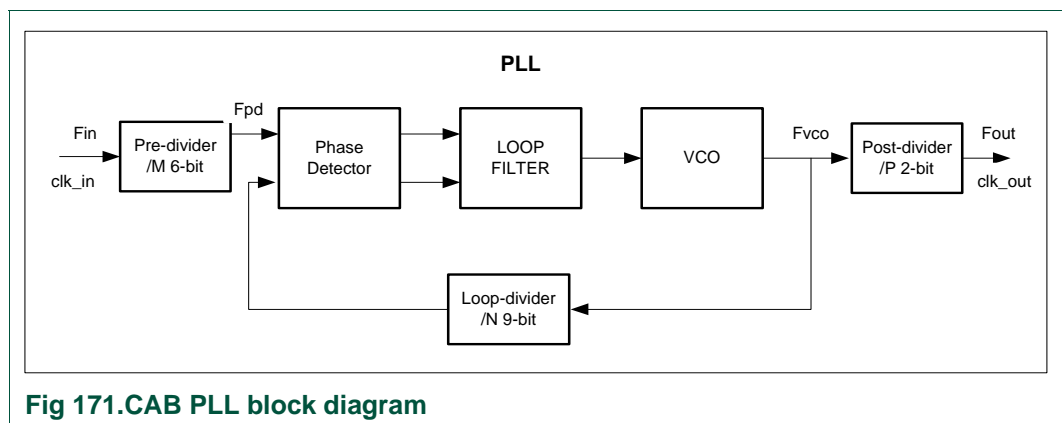 PLL
Fin
clk_in
Pre-divider
/M 6-bit
Fpd
Phase
Detector
LOOP
FILTER
VCO
Fvco
Post-divider
/P 2-bit
Fout
clk_out
Loop-divider
/N 9-bit
Fig 171.CAB PLL block diagram